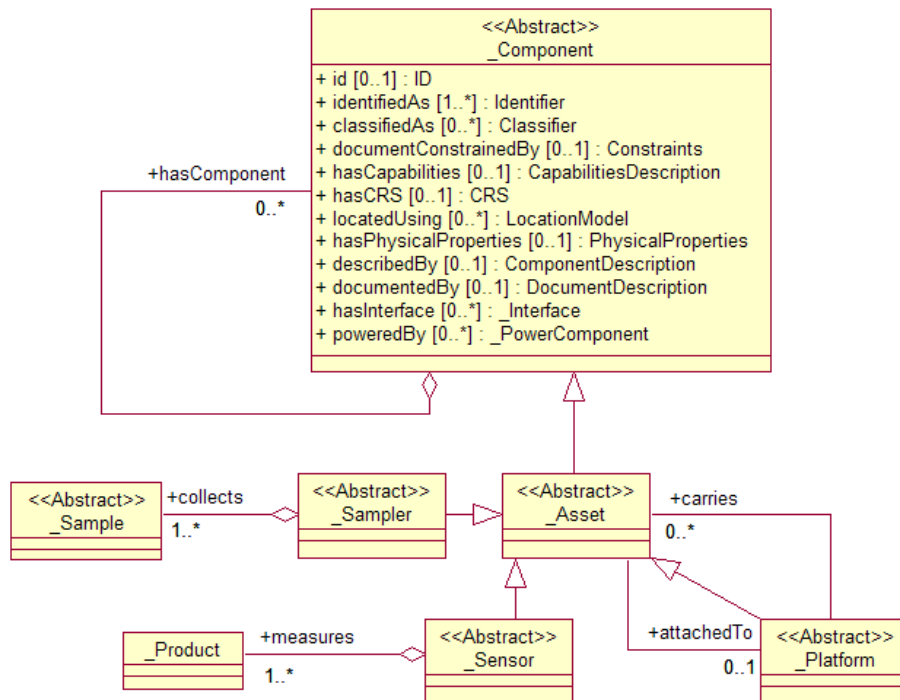 <<Abstract>>
_Component
+ id [0..1] : ID
+ identifiedAs [1..*] : Identifier
+ classifiedAs [0..*] : Classifier
+ documentConstrainedBy [0..1] : Constraints
+ hasCapabilities [0..1] : CapabilitiesDescription
+ hasCRS [0..1] : CRS
+ locatedUsing [0..*] : LocationModel
+ hasPhysicalProperties [0..1] : PhysicalProperties
+ describedBy [0..1] : ComponentDescription
+ documentedBy [0..1] : DocumentDescription
+ hasInterface [0..*] : _Interface
+ poweredBy [0..*] : _PowerComponent
+hasComponent
0..*
<<Abstract>>
_Sample
+collects
1..*
<<Abstract>>
_Sampler
<<Abstract>>
_Asset
+carries
0..*
_Product
+measures
1..*
<<Abstract>>
_Sensor
+attachedTo
0..1
<<Abstract>>
_Platform